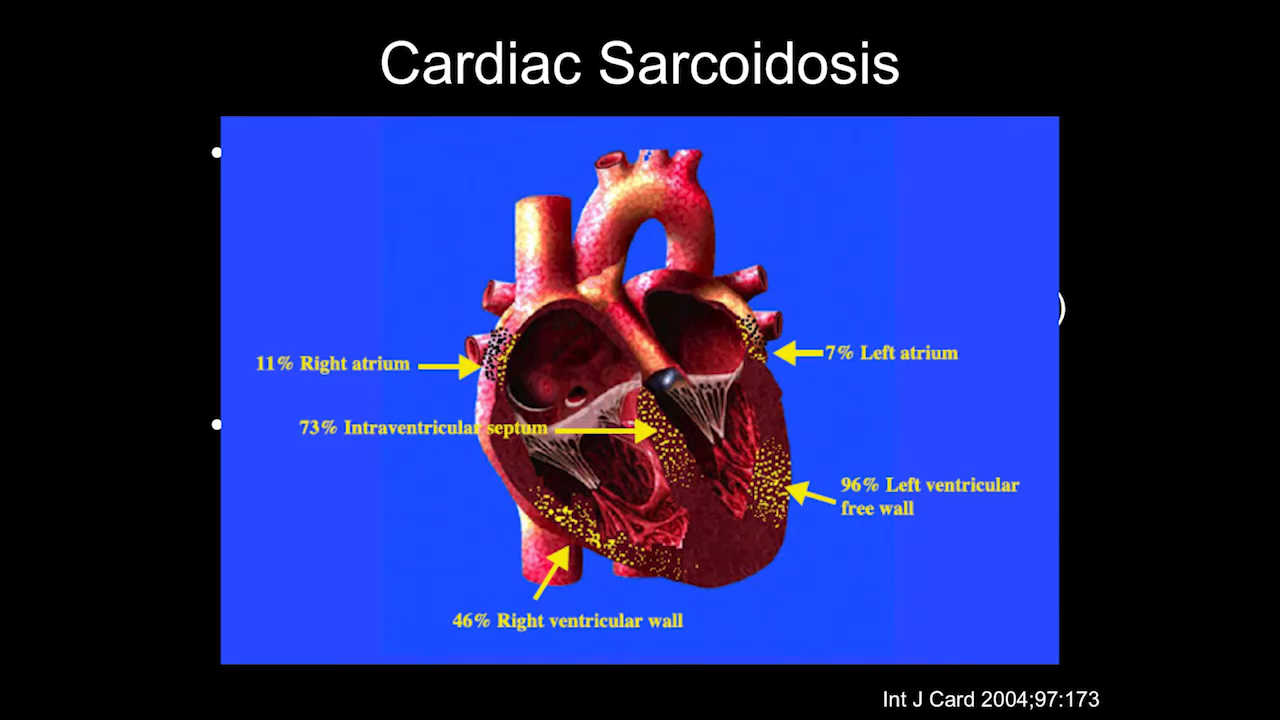 Cardiac Sarcoidosis
)
11% Right atrium
7% Left atrium
73% Intraventricular septum
96% Left ventricular
free wall
46% Right ventricular wall
Int J Card 2004;97:173